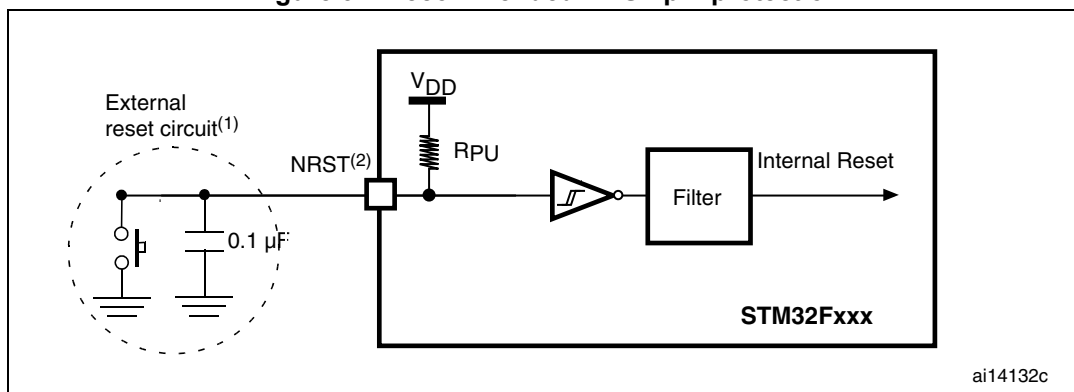 External
reset circuit(1)
VDD
RPU
NRST(2)
Internal Reset
Filter
0.1 µF
STM32Fxxx
ai14132c